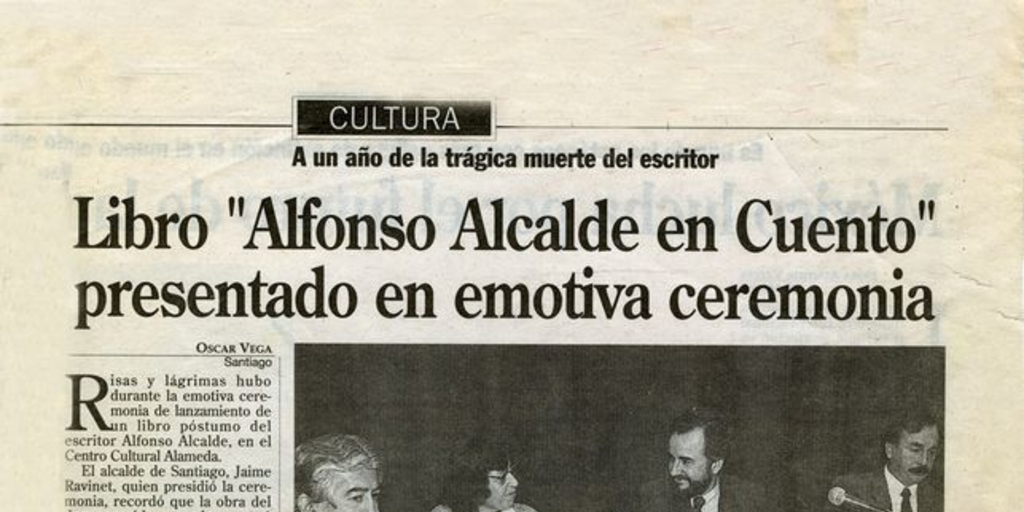 CULTURA
A un año de la trágica muerte del escritor
Libro "Alfonso Alcalde en Cuento"
presentado en emotiva ceremonia
OSCAR VEGA
Santiago
Risas y lágrimas hubo
durante la emotiva cere-
monia de lanzamiento de
un libro póstumo del
escritor Alfonso Alcalde, en el
Centro Cultural Alameda.
El alcalde de Santiago, Jaime
Ravinet, quien presidió la cere-
monia, recordó que la obra del